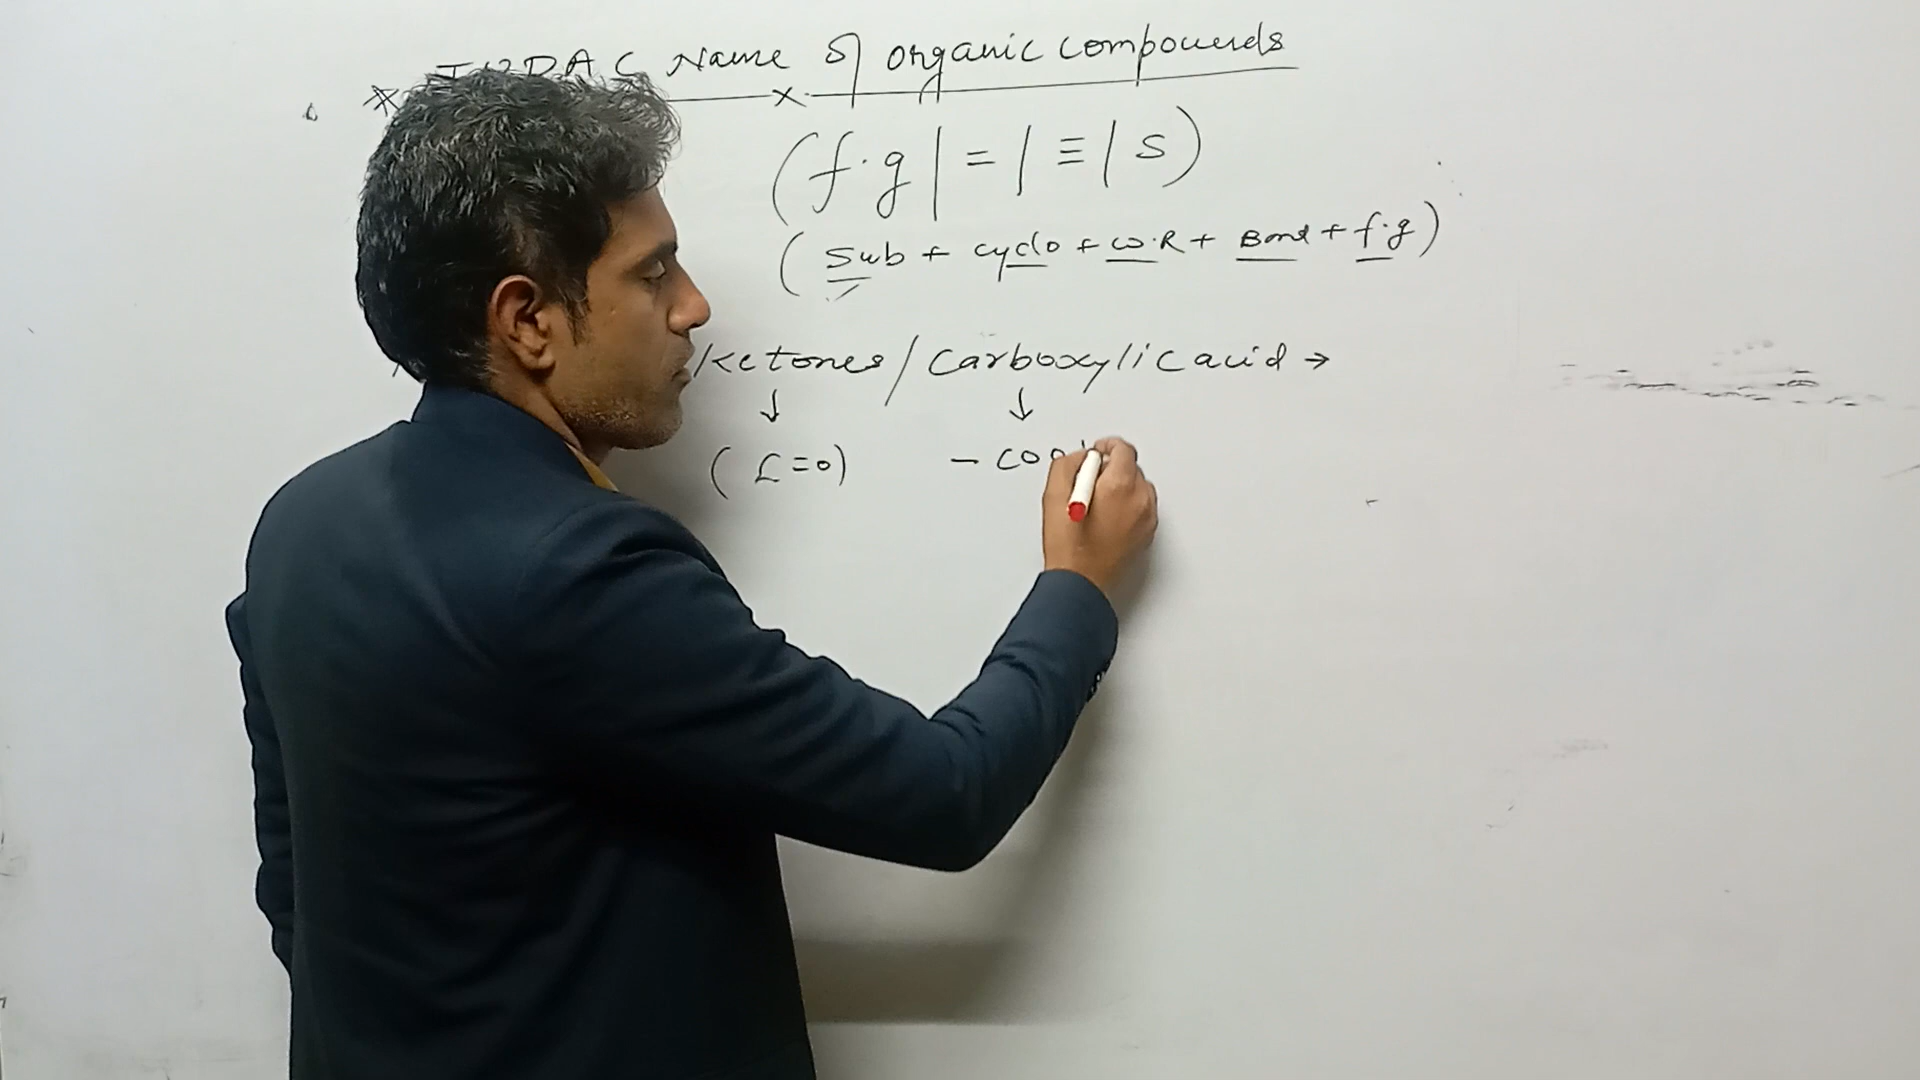 * IUPAC Name of organic compounds
(f.g | = | ≡ | s)
(Sub + cyclo + W.R + Bond + f.g)
Ketones / Carboxylic acid →
↓ ↓
(C=O) - COO